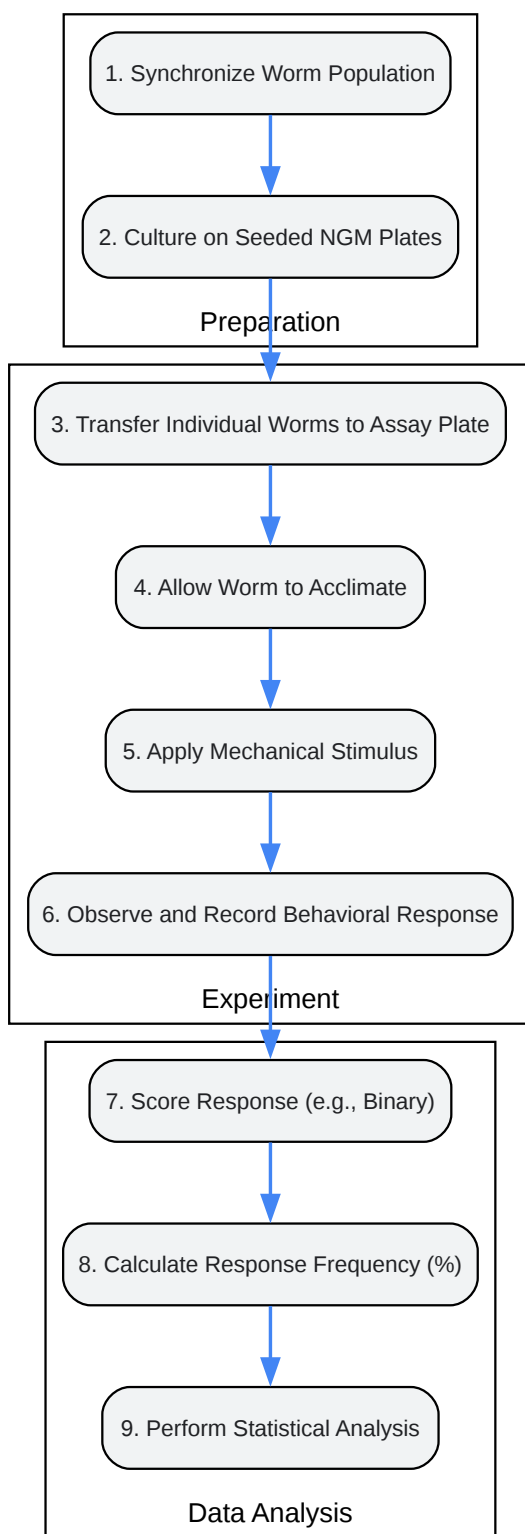 1. Synchronize Worm Population
2. Culture on Seeded NGM Plates
Preparation
3. Transfer Individual Worms to Assay Plate
4. Allow Worm to Acclimate
5. Apply Mechanical Stimulus
6. Observe and Record Behavioral Response
Experiment
7. Score Response (e.g., Binary)
8. Calculate Response Frequency (%)
9. Perform Statistical Analysis
Data Analysis